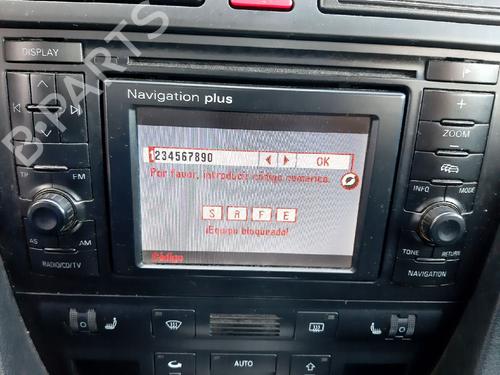 B-PARTS
DISPLAY
Navigation plus
1234567890 OK
Por favor, introducir código numérico.
S A F E
¡Equipo bloqueado!
Código
TP FM
AS AM
RADIO/CD/TV
ZOOM
INFO MODE
TONE RETURN
NAVIGATION
AUTO